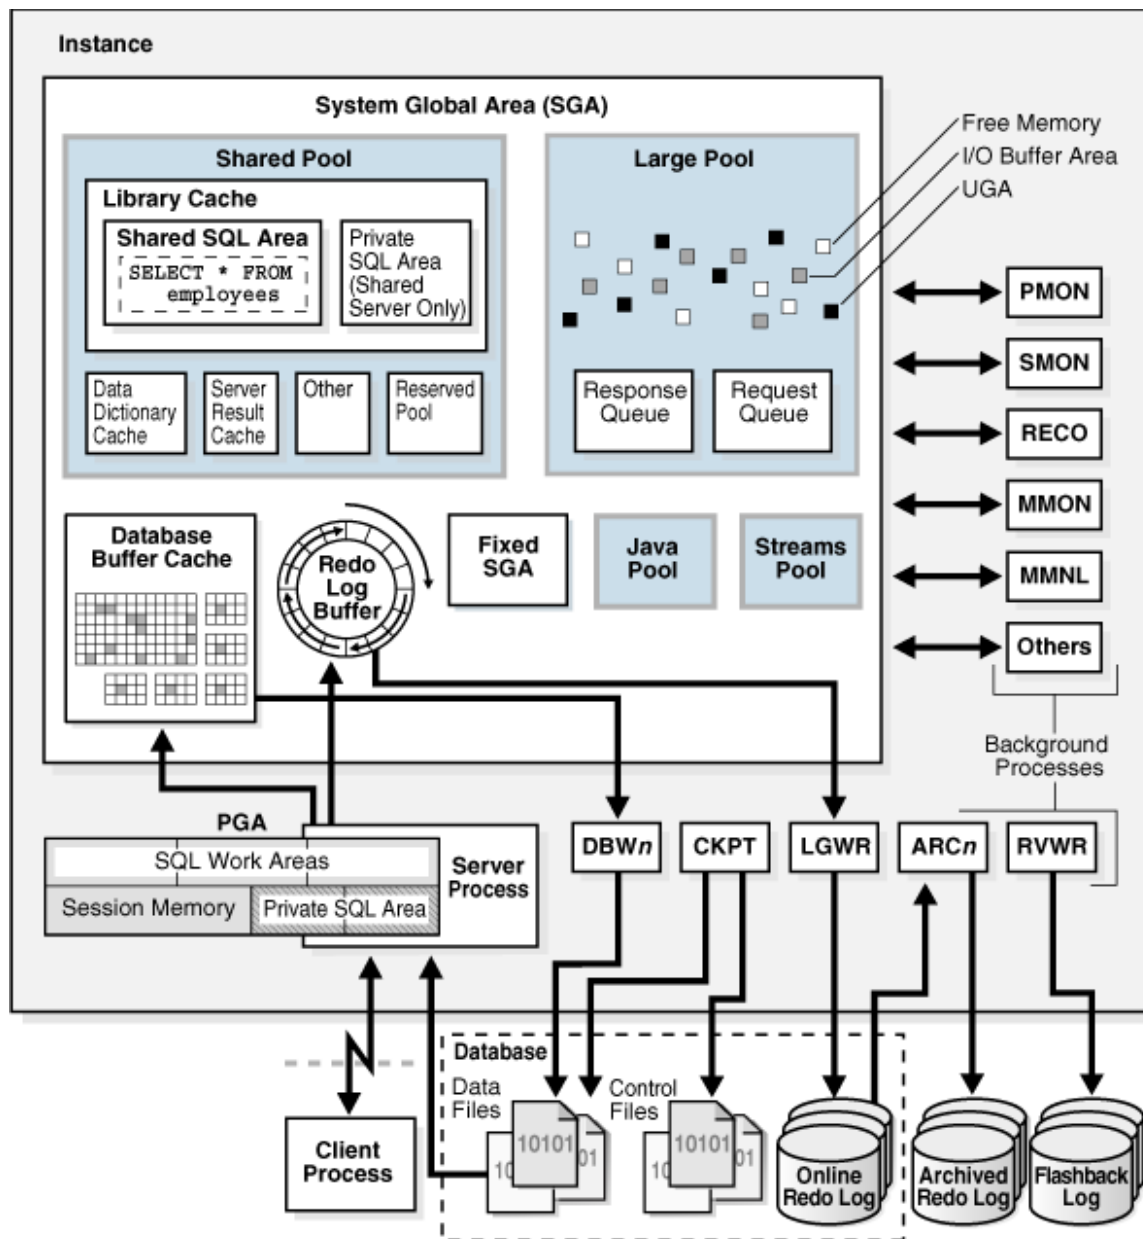 Instance
System Global Area (SGA)
Shared Pool
Library Cache
Shared SQL Area
SELECT * FROM
employees
Private
SQL Area
(Shared
Server Only)
Data
Dictionary
Cache
Server
Result
Cache
Other
Reserved
Pool
Large Pool
Response
Queue
Request
Queue
Free Memory
I/O Buffer Area
UGA
PMON
SMON
RECO
MMON
MMNL
Others
Background
Processes
Database
Buffer Cache
Redo
Log
Buffer
Fixed
SGA
Java
Pool
Streams
Pool
PGA
SQL Work Areas
Session Memory
Private SQL Area
Server
Process
DBWn
CKPT
LGWR
ARCn
RVWR
Client
Process
Database
Data
Files
10
10101
01
Control
Files
10101
01
Online
Redo Log
Archived
Redo Log
Flashback
Log